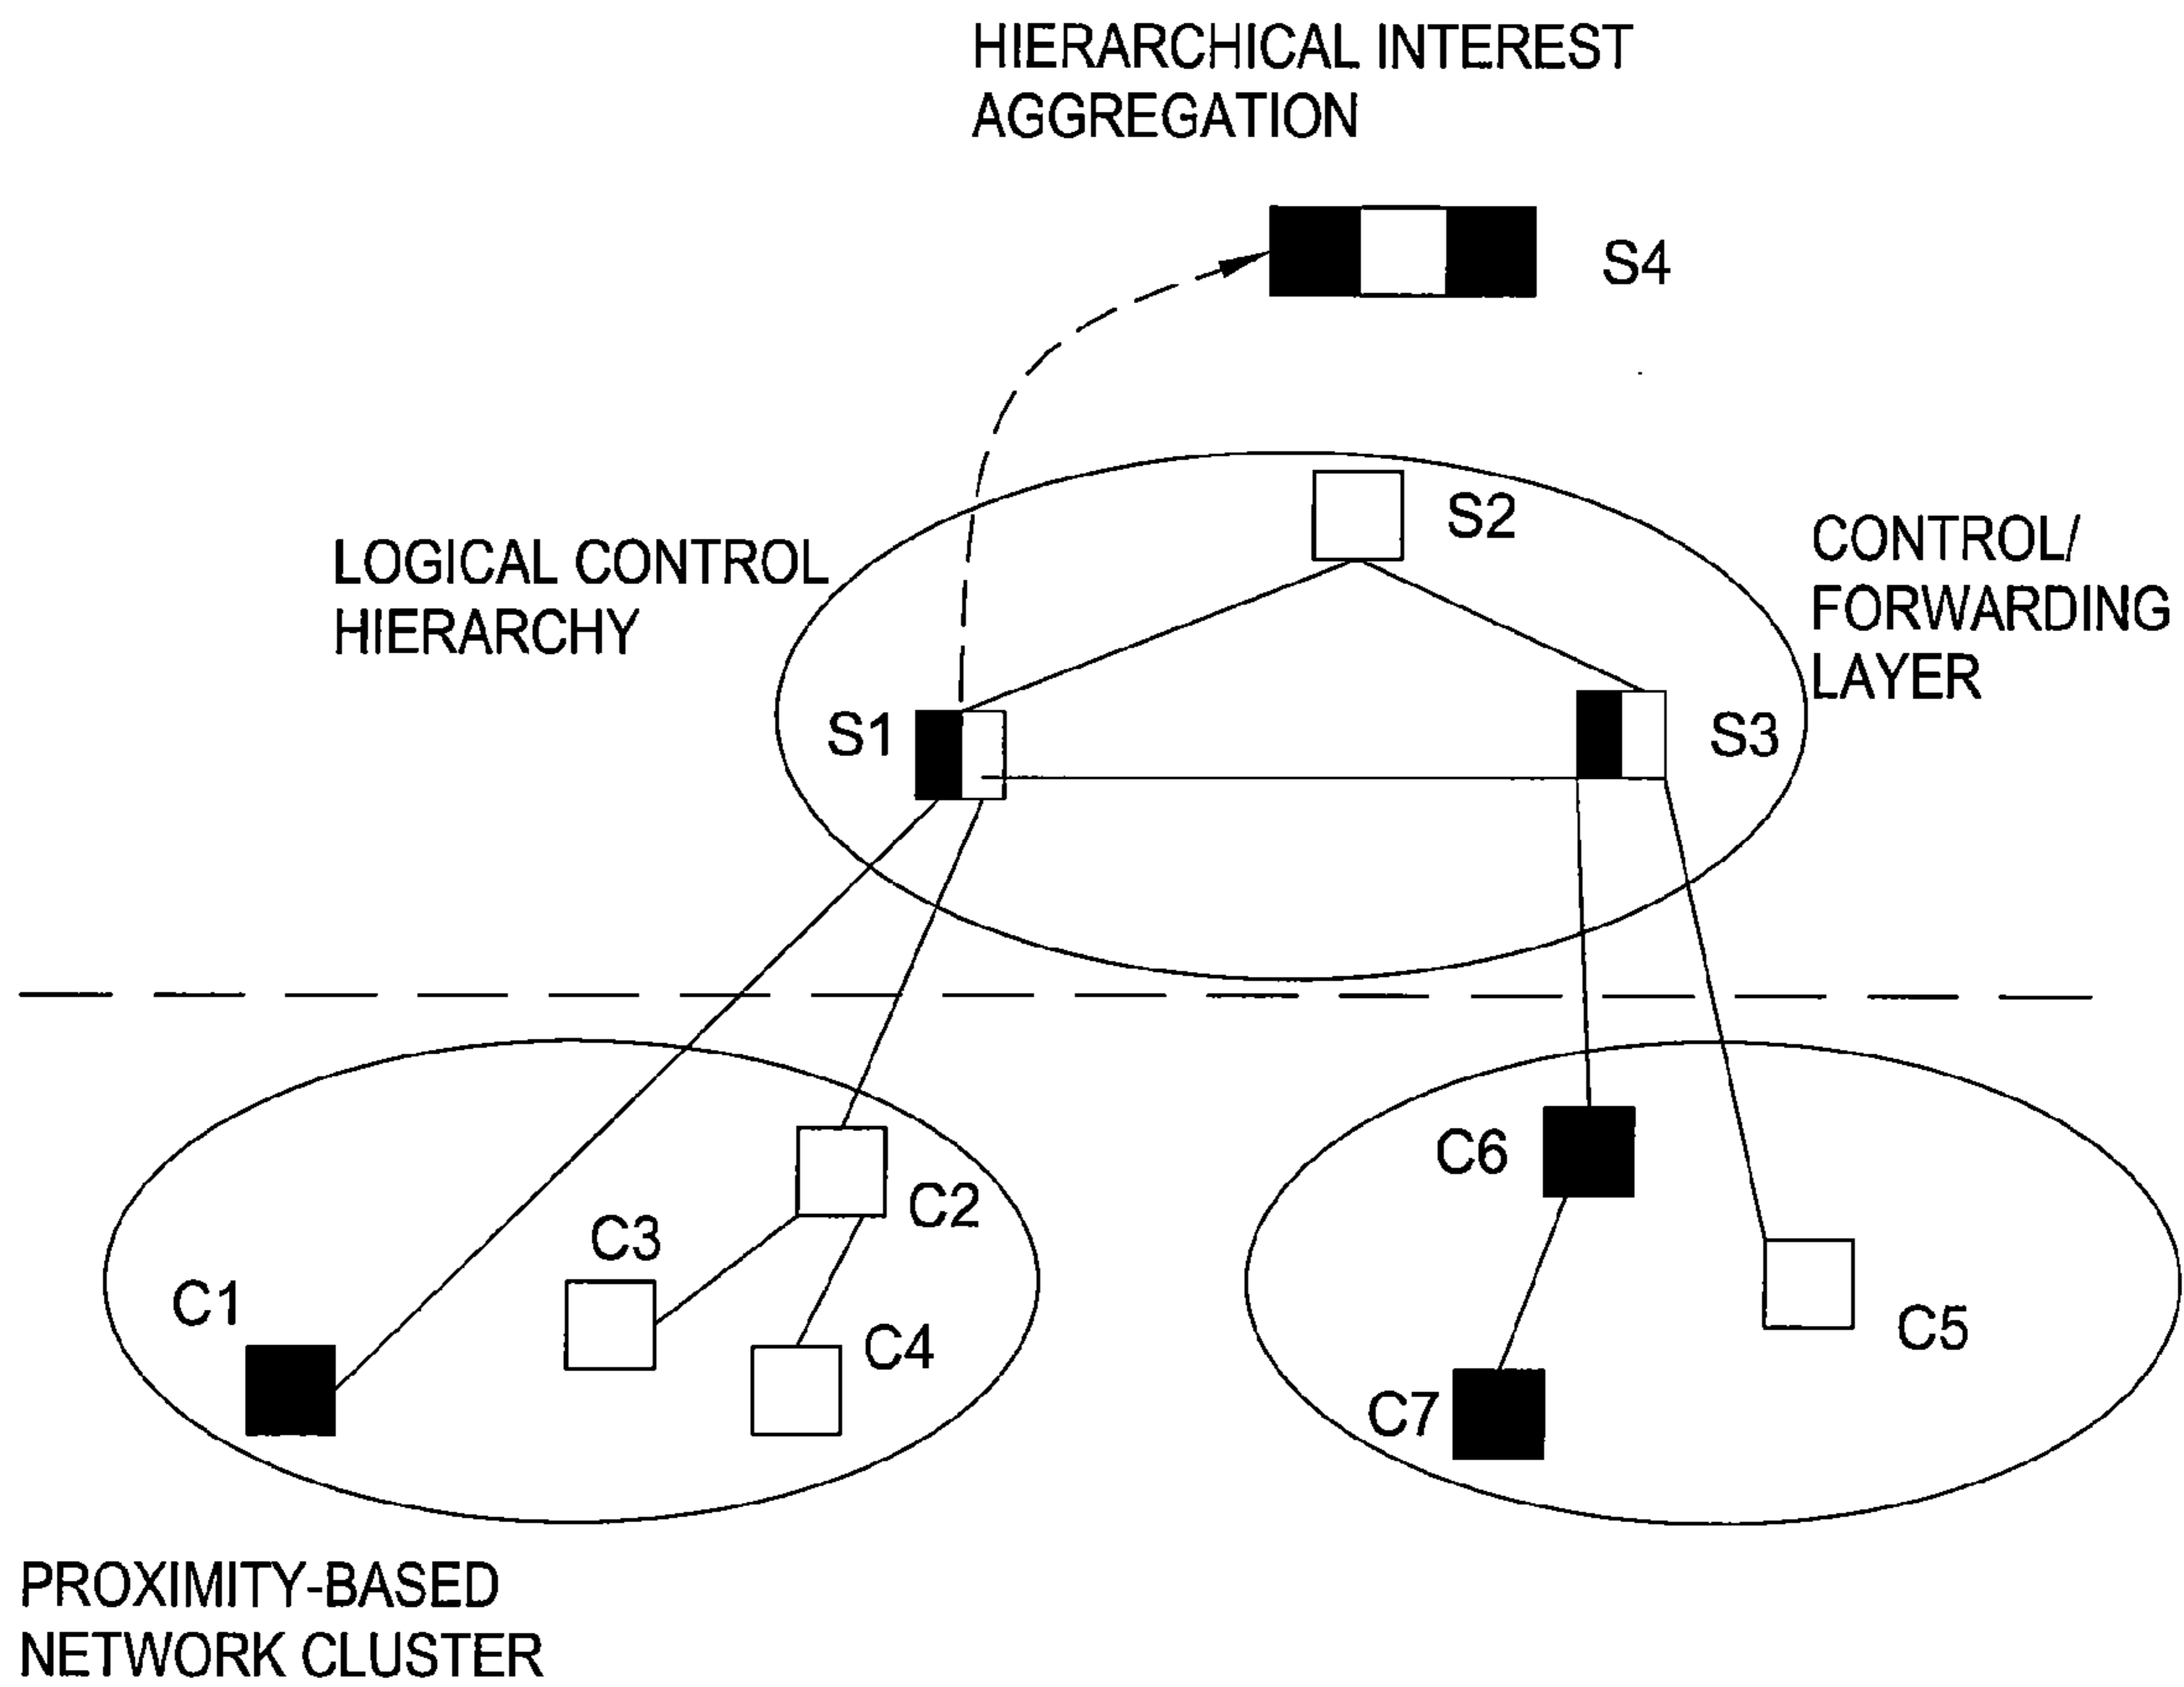 HIERARCHICAL INTEREST
AGGREGATION
S4
S2
LOGICAL CONTROL
HIERARCHY
CONTROL/
FORWARDING
LAYER
S1
S3
C6
C2
C3
C1
C4
C5
C7
PROXIMITY-BASED
NETWORK CLUSTER